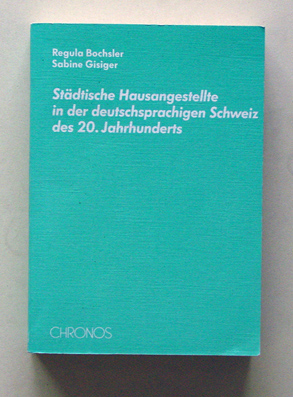 Regula Bochsler
Sabine Gisiger
Städtische Hausangestellte
in der deutschsprachigen Schweiz
des 20. Jahrhunderts
CHRONOS